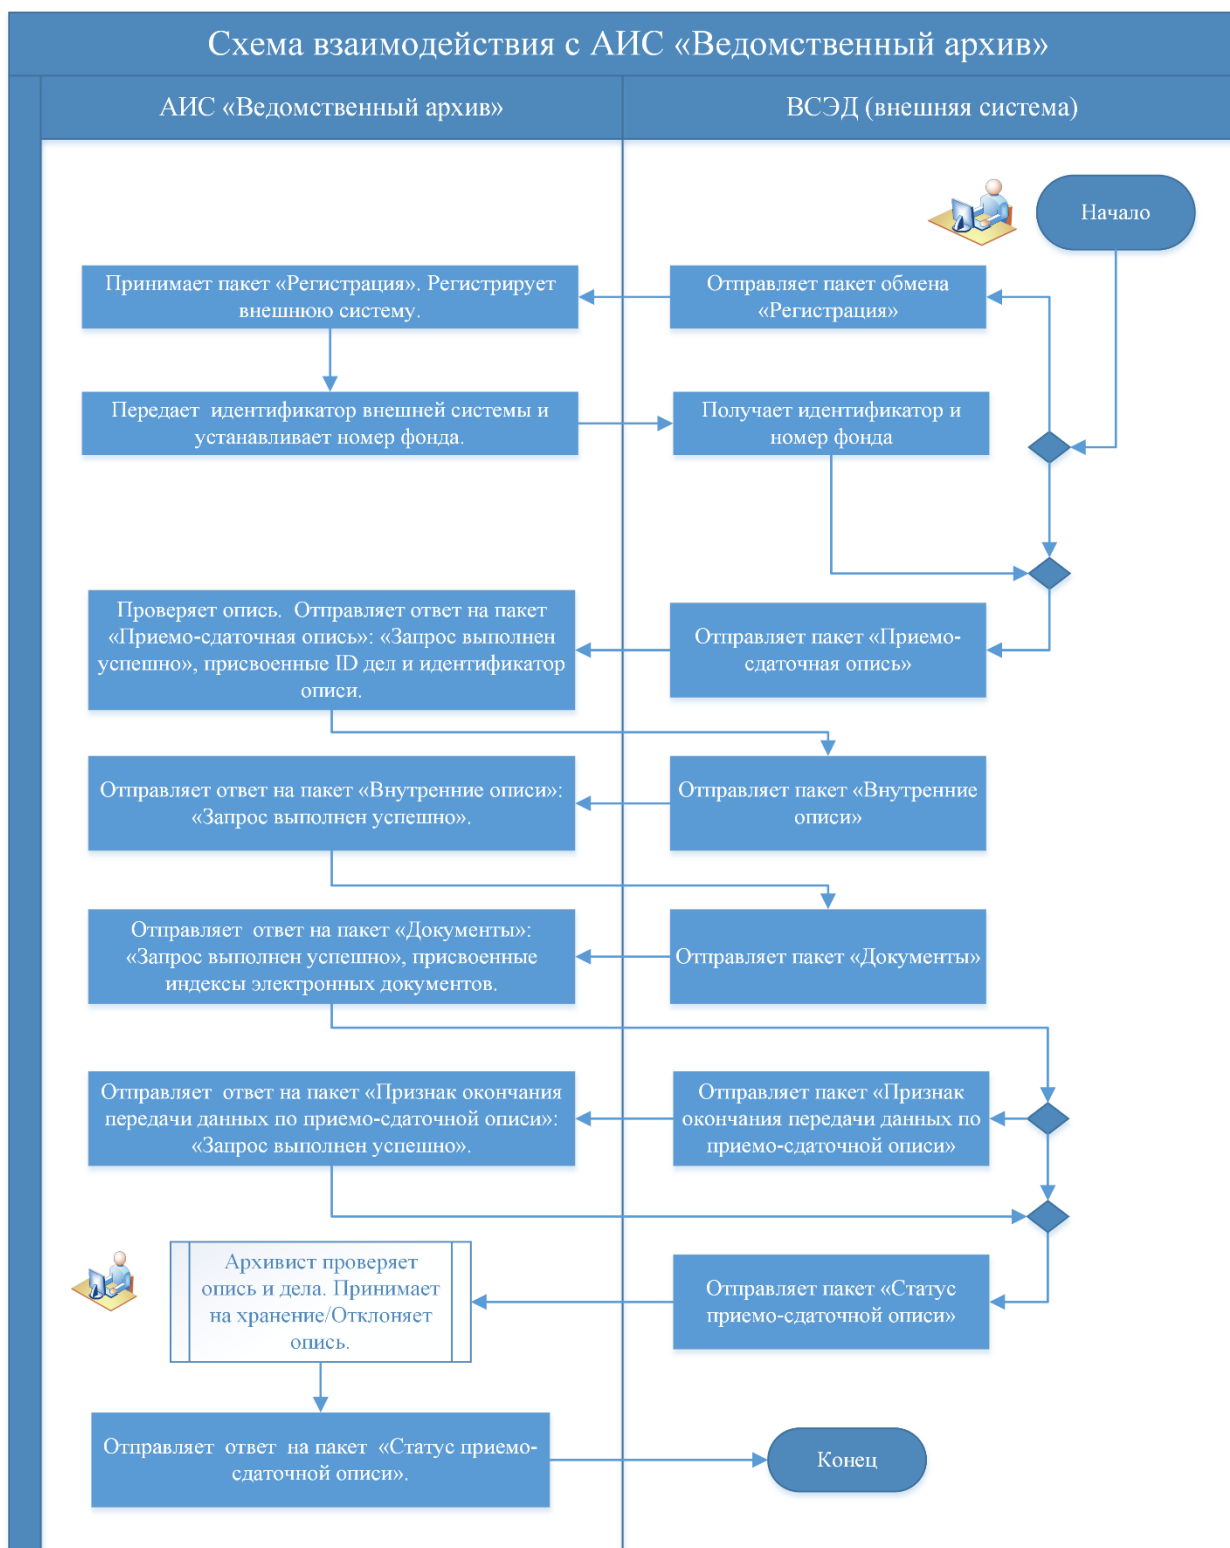 Схема взаимодействия с АИС «Ведомственный архив»
АИС «Ведомственный архив»
ВСЭД (внешняя система)
Начало
Отправляет пакет обмена
«Регистрация»
Принимает пакет «Регистрация». Регистрирует
внешнюю систему.
Передает идентификатор внешней системы и
устанавливает номер фонда.
Получает идентификатор и
номер фонда
Отправляет пакет «Приемо-
сдаточная опись»
Проверяет опись. Отправляет ответ на пакет
«Приемо-сдаточная опись»: «Запрос выполнен
успешно», присвоенные ID дел и идентификатор
описи.
Отправляет пакет «Внутренние
описи»
Отправляет ответ на пакет «Внутренние описи»:
«Запрос выполнен успешно».
Отправляет пакет «Документы»
Отправляет ответ на пакет «Документы»:
«Запрос выполнен успешно», присвоенные
индексы электронных документов.
Отправляет пакет «Признак
окончания передачи данных по
приемо-сдаточной описи»
Отправляет ответ на пакет «Признак окончания
передачи данных по приемо-сдаточной описи»:
«Запрос выполнен успешно».
Отправляет пакет «Статус
приемо-сдаточной описи»
Архивист проверяет
опись и дела. Принимает
на хранение/Отклоняет
опись.
Отправляет ответ на пакет «Статус приемо-
сдаточной описи».
Конец